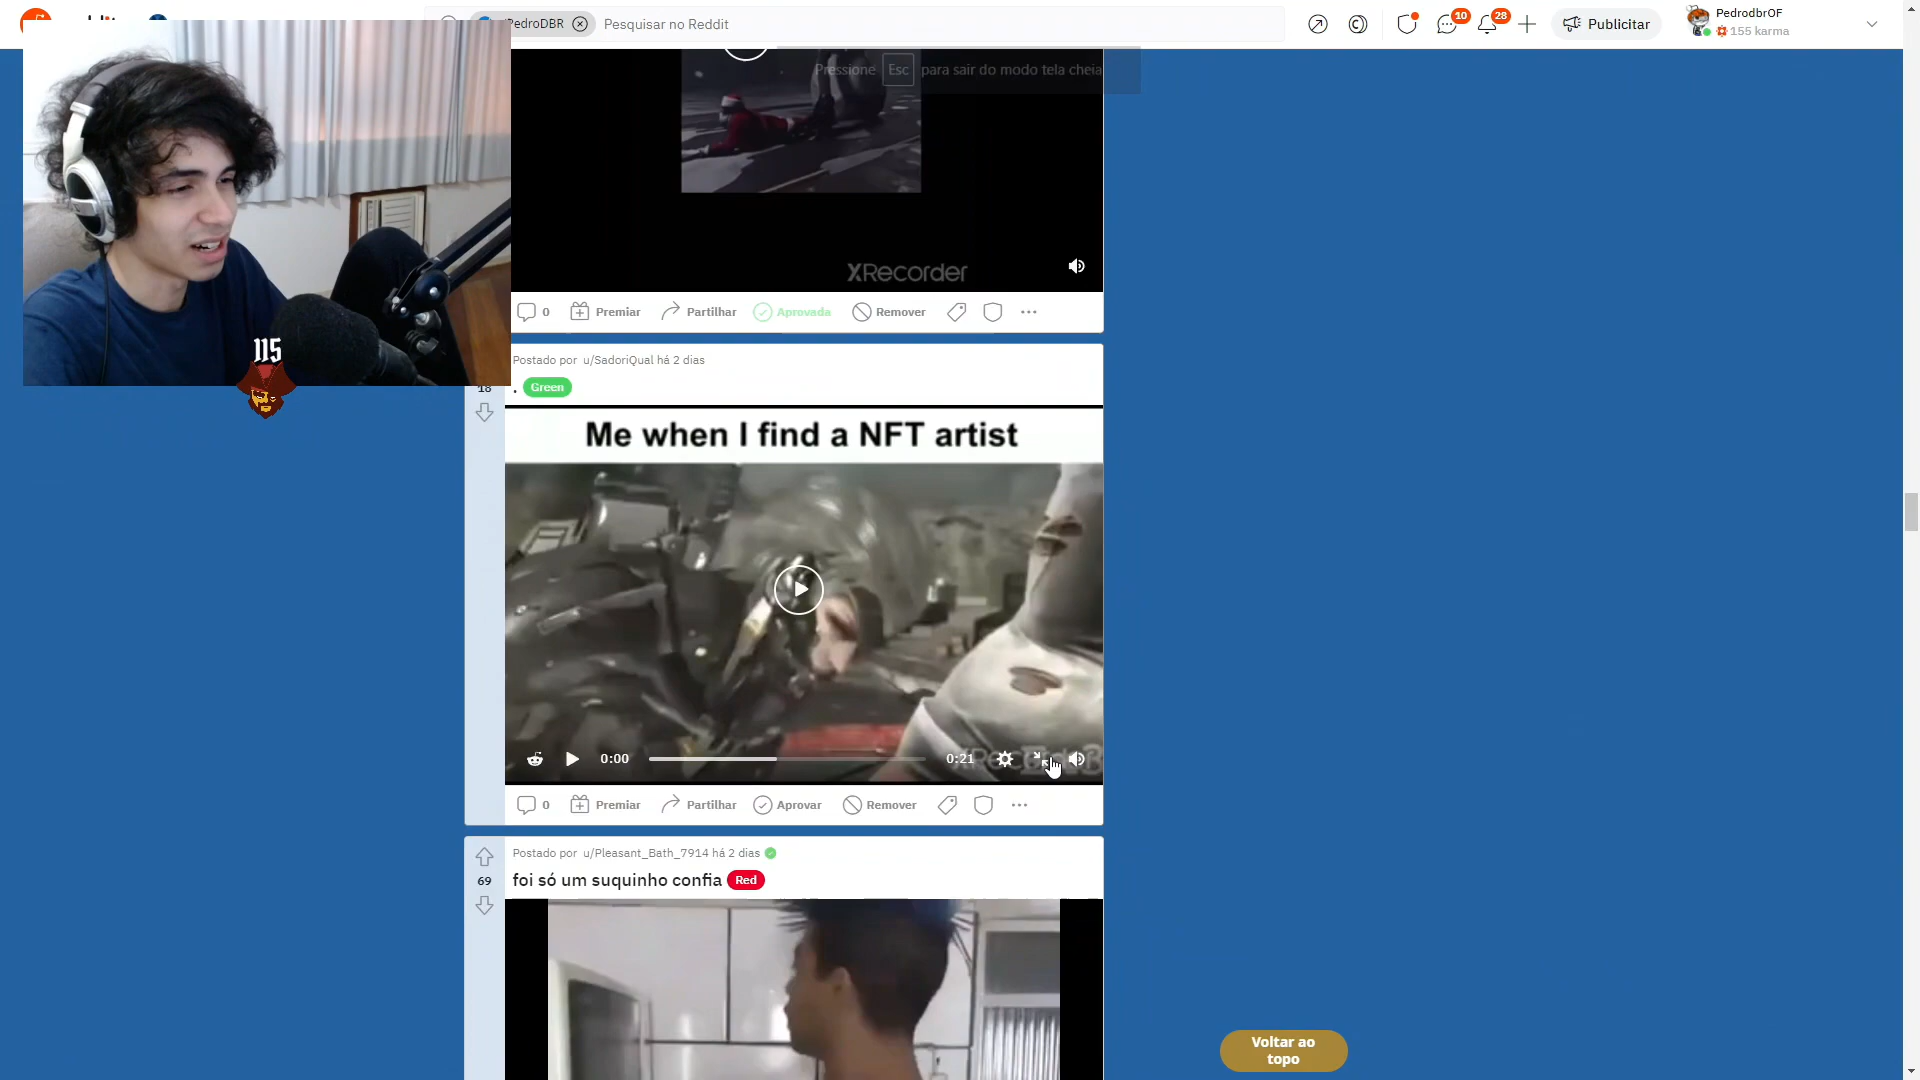 PedroDBR
Pesquisar no Reddit
10
28
Publicitar
PedrodbrOF
155 karma
Pressione Esc para sair do modo tela cheia
XRecorder
0 Premiar Partilhar Aprovada Remover
115
Postado por u/SadoriQual há 2 dias
18
. Green
Me when I find a NFT artist
0:00
0:21
0 Premiar Partilhar Aprovar Remover
Postado por u/Pleasant_Bath_7914 há 2 dias
69
foi só um suquinho confia Red
Voltar ao
topo